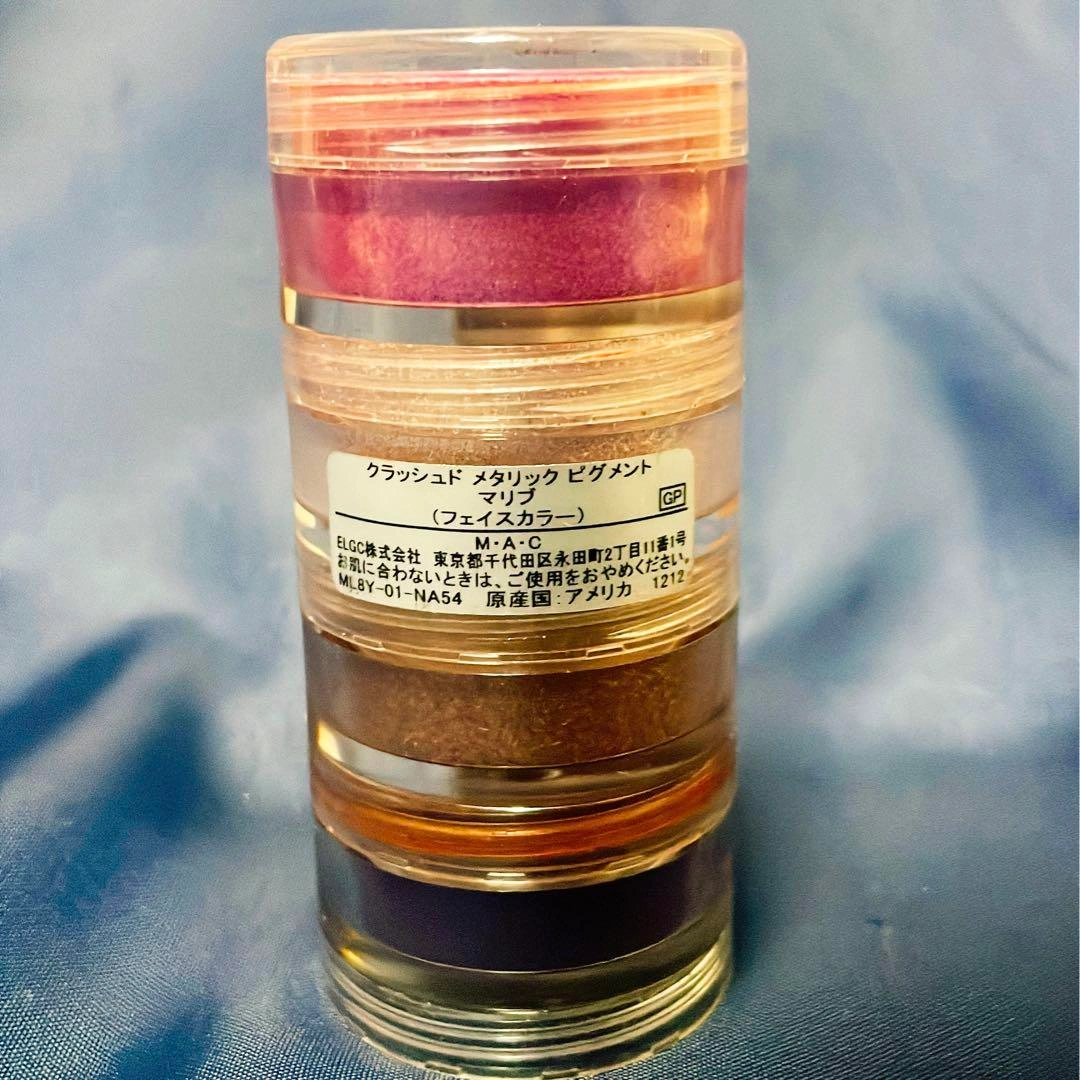 クラッシュド メタリック ピグメント
マリブ
(フェイスカラー)
GP
M・A・C
ELGC株式会社 東京都千代田区永田町2丁目11番1号
お肌に合わないときは、ご使用をおやめください。
ML8Y-01-NA54 原産国:アメリカ 1212